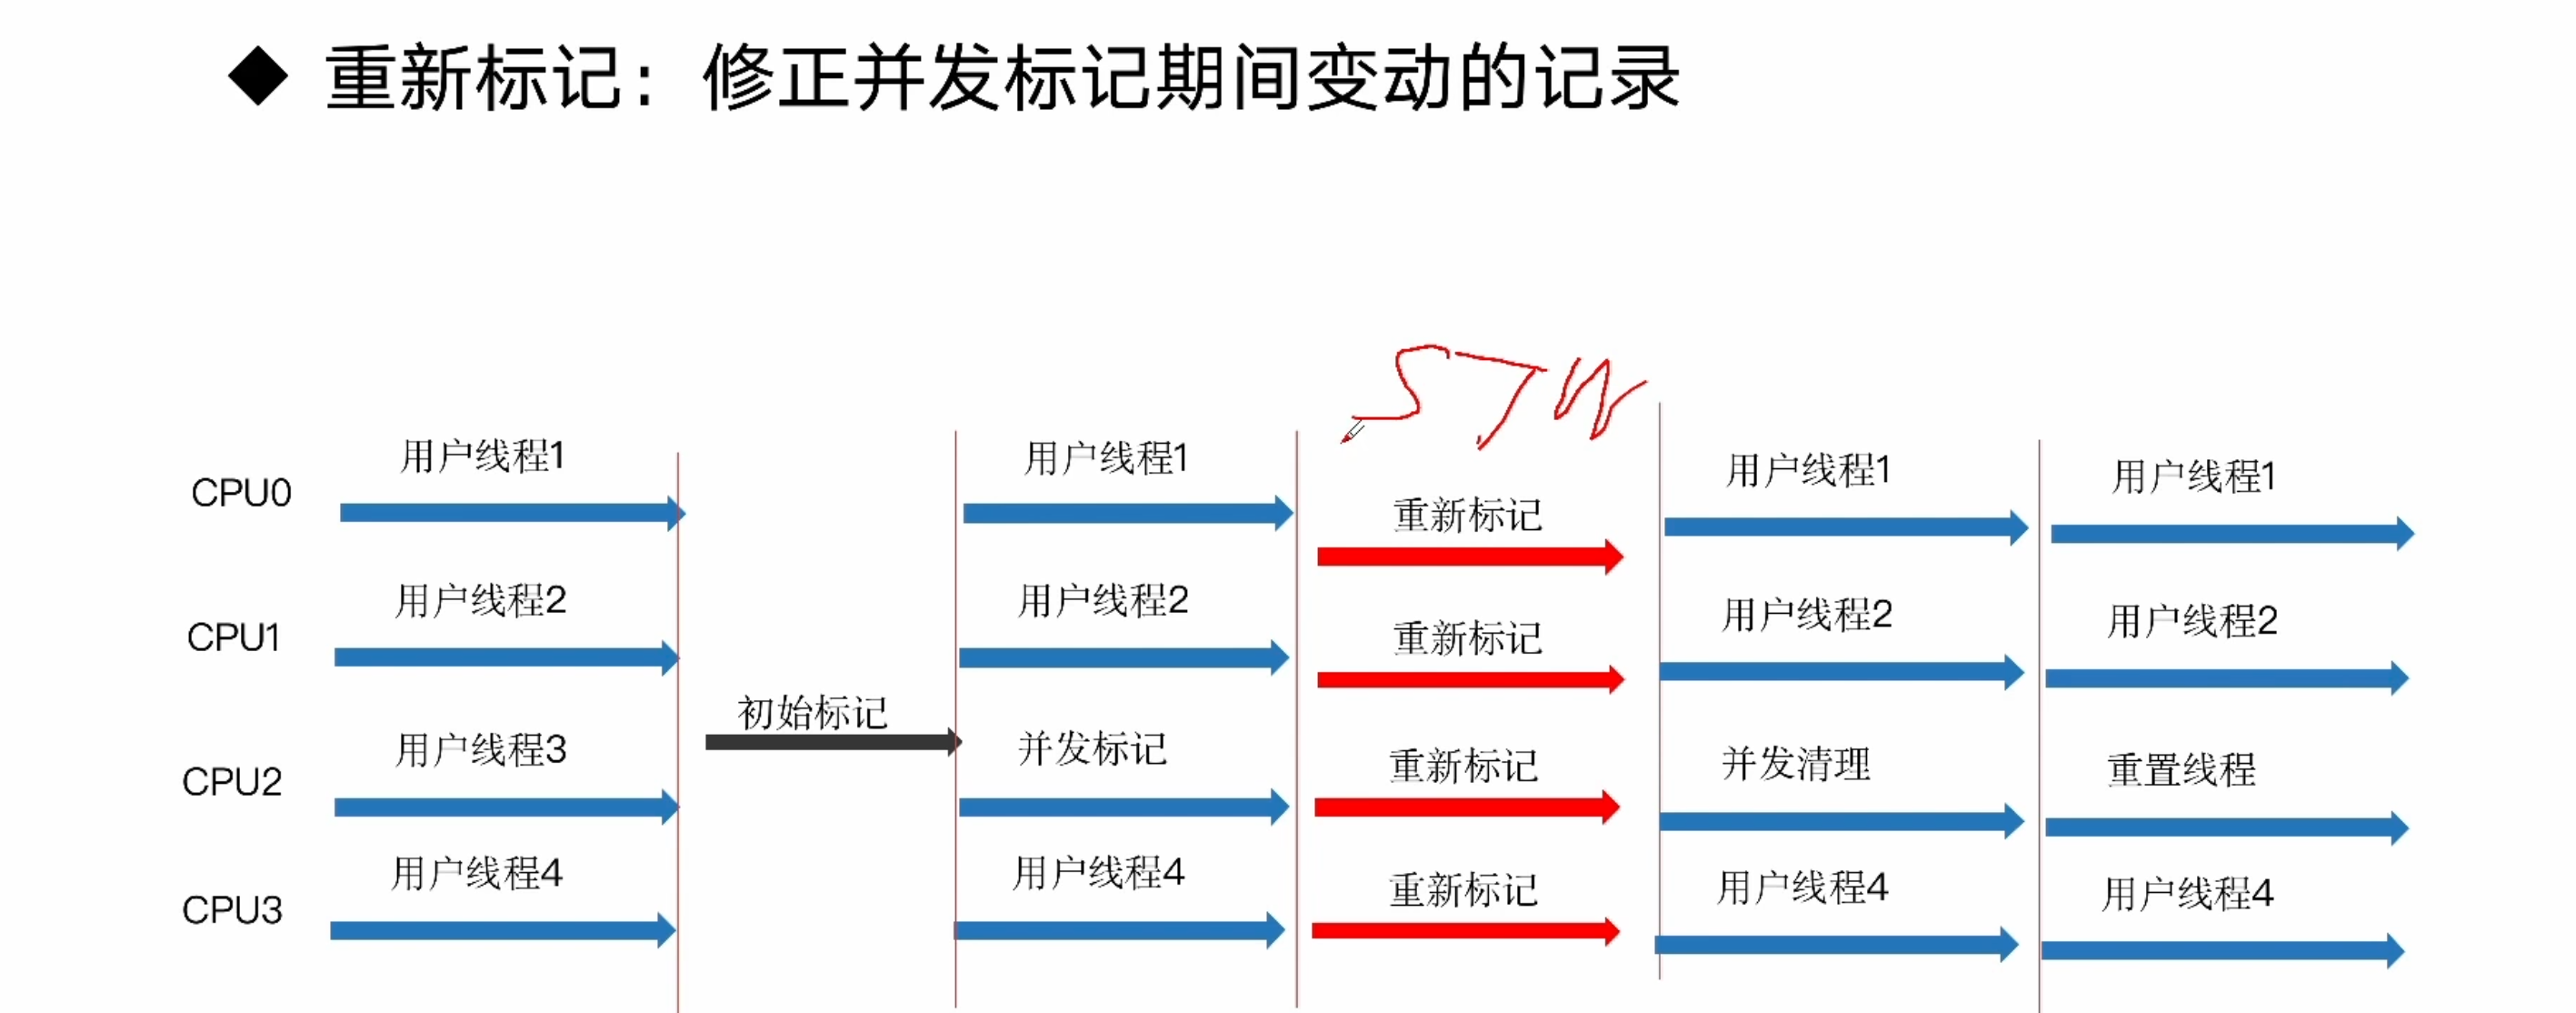 ◆ 重新标记：修正并发标记期间变动的记录
STW
用户线程1 用户线程1 用户线程1 用户线程1
CPU0 重新标记
用户线程2 用户线程2 用户线程2 用户线程2
CPU1 重新标记
初始标记
用户线程3 并发标记 重新标记 并发清理 重置线程
CPU2
用户线程4 用户线程4 重新标记 用户线程4 用户线程4
CPU3